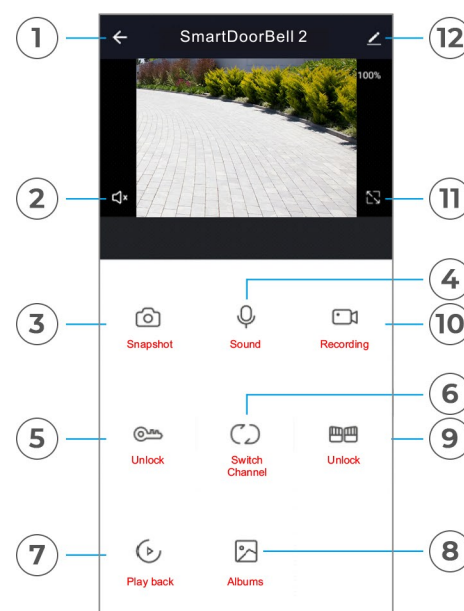 1
SmartDoorBell 2
12
100%
2
11
4
3
10
Snapshot
Sound
Recording
6
5
9
Unlock
Switch
Channel
Unlock
7
8
Play back
Albums